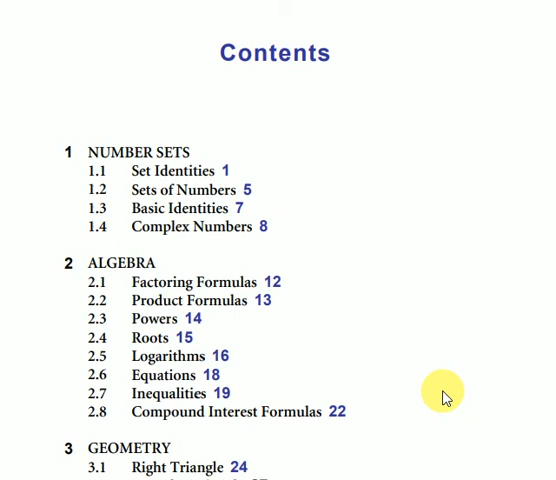 Contents
1 NUMBER SETS
1.1 Set Identities 1
1.2 Sets of Numbers 5
1.3 Basic Identities 7
1.4 Complex Numbers 8
2 ALGEBRA
2.1 Factoring Formulas 12
2.2 Product Formulas 13
2.3 Powers 14
2.4 Roots 15
2.5 Logarithms 16
2.6 Equations 18
2.7 Inequalities 19
2.8 Compound Interest Formulas 22
3 GEOMETRY
3.1 Right Triangle 24